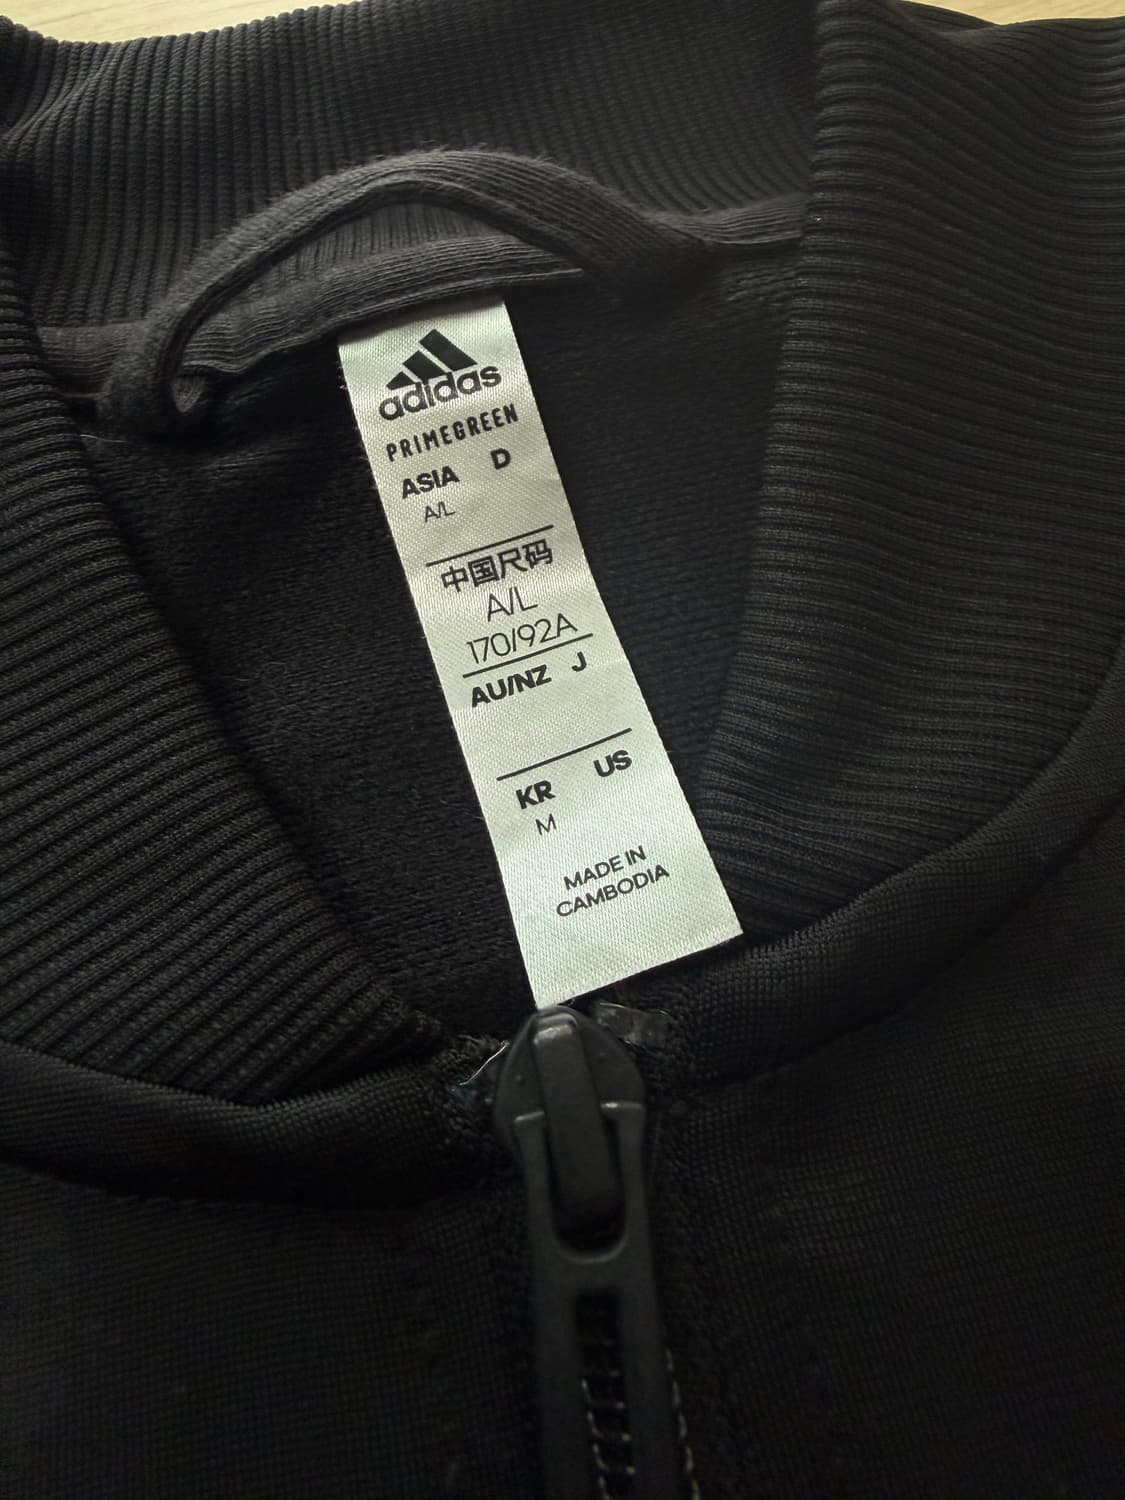 adidas
PRIMEGREEN
ASIA D
A/L
中国尺码
A/L
170/92A
AU/NZ J
KR US
M
MADE IN
CAMBODIA